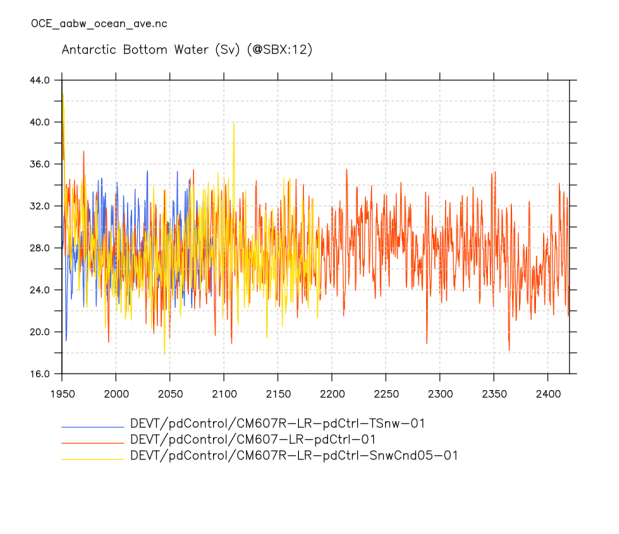 OCE_aabw_ocean_ave.nc
Antarctic Bottom Water (Sv) (@SBX:12)
44.0
40.0
36.0
32.0
28.0
24.0
20.0
16.0
1950 2000 2050 2100 2150 2200 2250 2300 2350 2400
DEVT/pdControl/CM607R-LR-pdCtrl-TSnw-01
DEVT/pdControl/CM607-LR-pdCtrl-01
DEVT/pdControl/CM607R-LR-pdCtrl-SnwCnd05-01